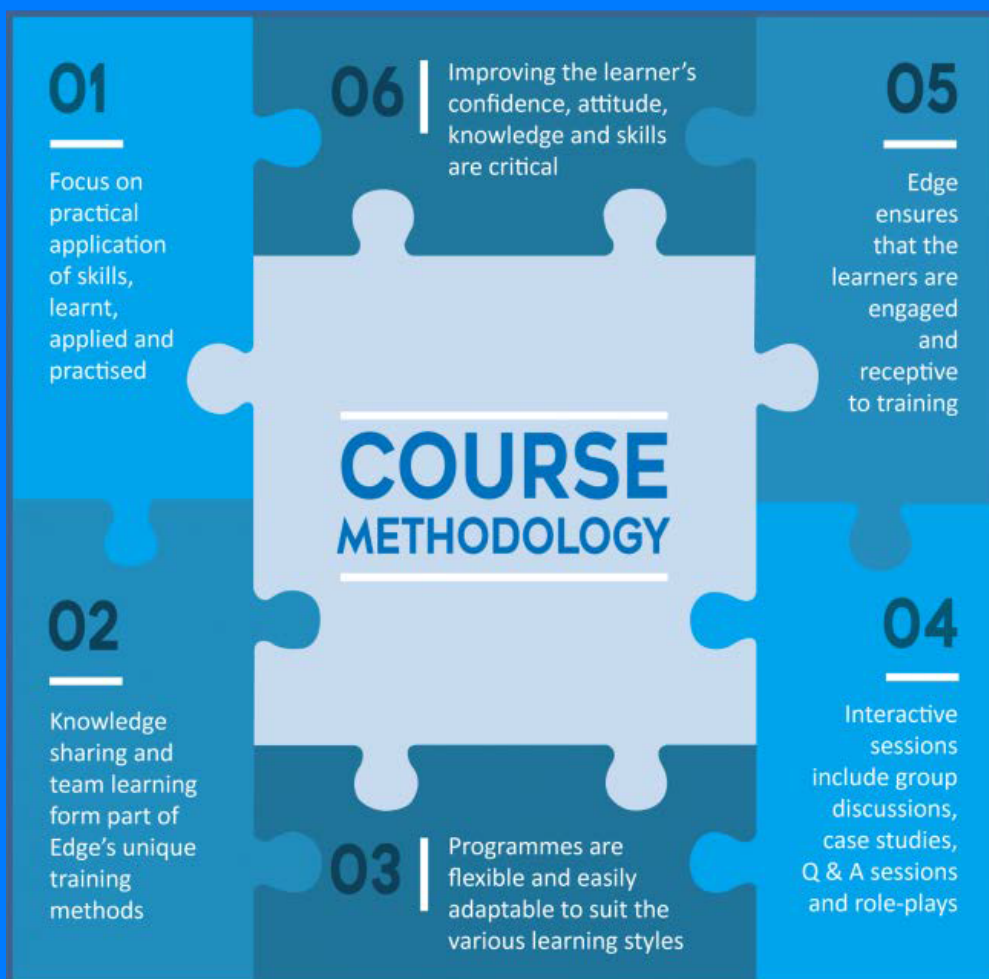 01
Focus on
practical
application
of skills,
learnt,
applied and
practised
02
Knowledge
sharing and
team learning
form part of
Edge's unique
training
methods
03
Programmes are
flexible and easily
adaptable to suit the
various learning styles
04
Interactive
sessions
include group
discussions,
case studies,
Q & A sessions
and role-plays
05
Edge
ensures
that the
learners are
engaged
and
receptive
to training
06
Improving the learner's
confidence, attitude,
knowledge and skills
are critical
COURSE
METHODOLOGY